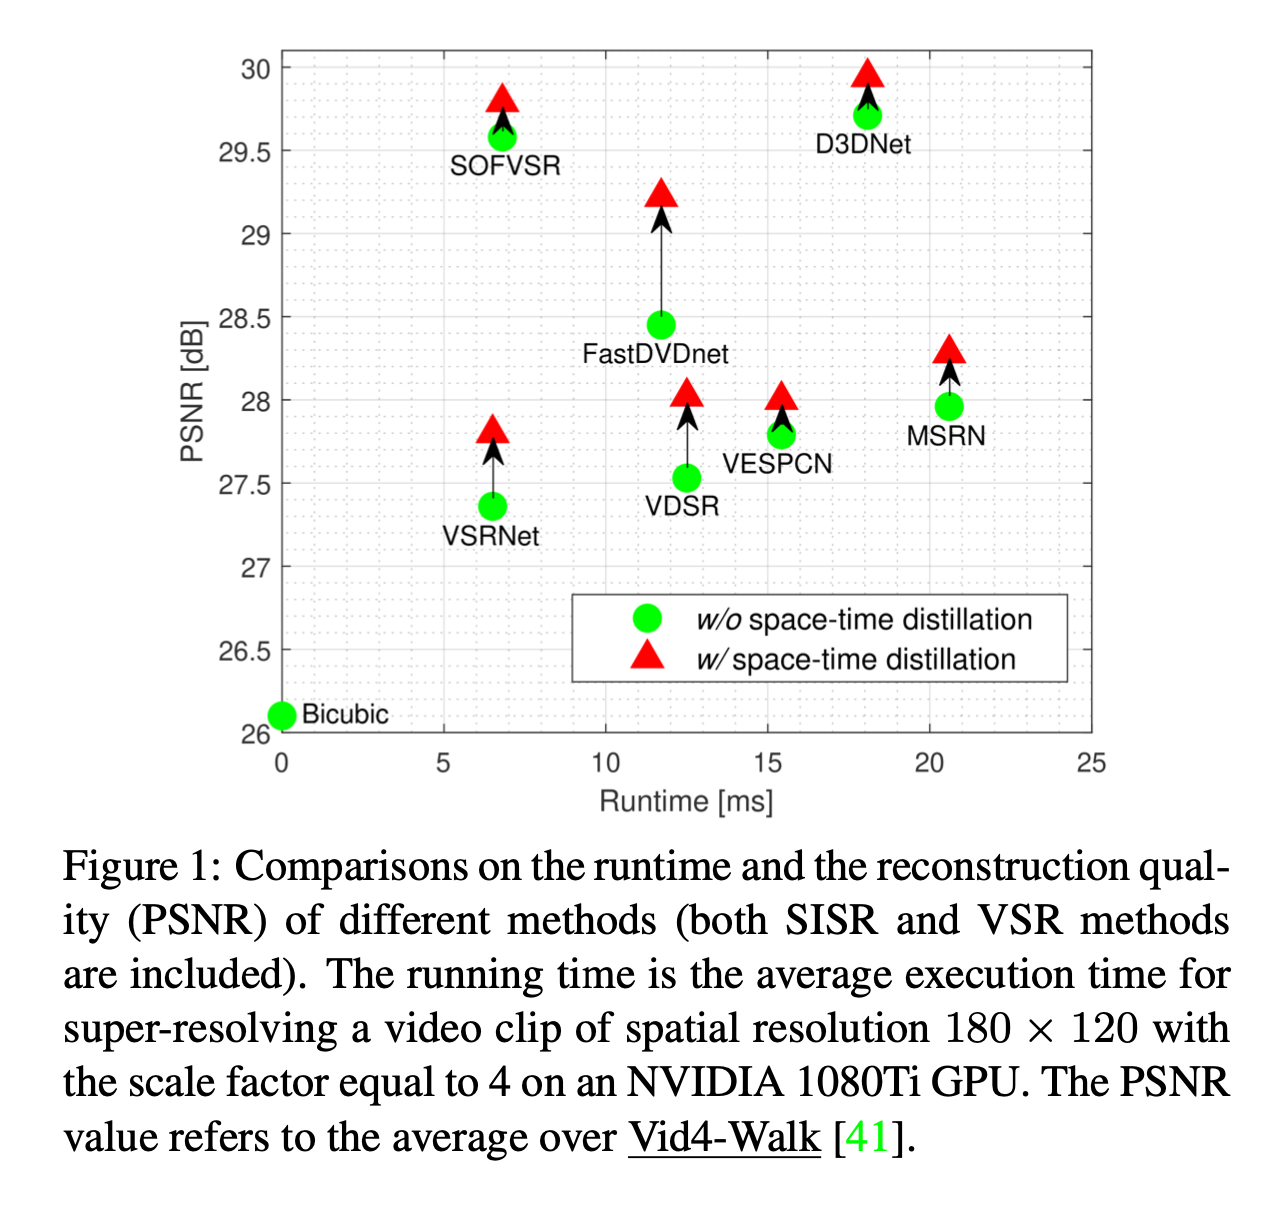 30
29.5
29
28.5
28
27.5
27
26.5
26
PSNR [dB]
SOFVSR
D3DNet
FastDVDnet
MSRN
VESPCN
VDSR
VSRNet
w/o space-time distillation
w/ space-time distillation
Bicubic
0 5 10 15 20 25
Runtime [ms]
Figure 1: Comparisons on the runtime and the reconstruction qual-
ity (PSNR) of different methods (both SISR and VSR methods
are included). The running time is the average execution time for
super-resolving a video clip of spatial resolution 180 × 120 with
the scale factor equal to 4 on an NVIDIA 1080Ti GPU. The PSNR
value refers to the average over Vid4-Walk [41].